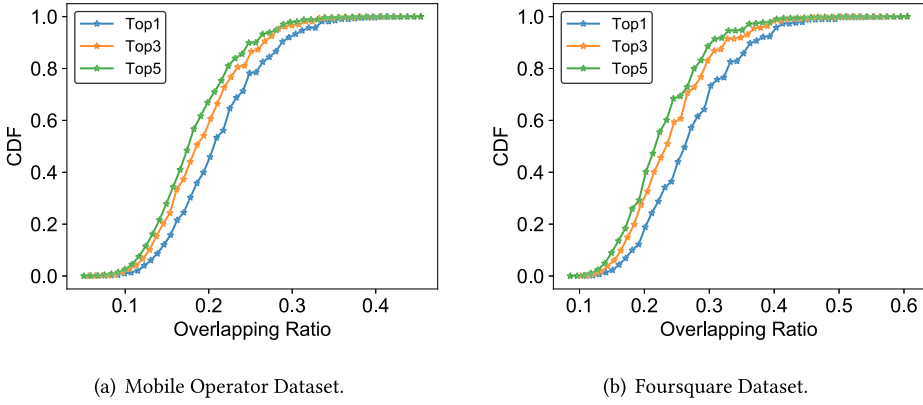 1.0
0.8
0.6
0.4
0.2
0.0
CDF
Top1
Top3
Top5
0.1 0.2 0.3 0.4
Overlapping Ratio
(a) Mobile Operator Dataset.
1.0
0.8
0.6
0.4
0.2
0.0
CDF
Top1
Top3
Top5
0.1 0.2 0.3 0.4 0.5 0.6
Overlapping Ratio
(b) Foursquare Dataset.